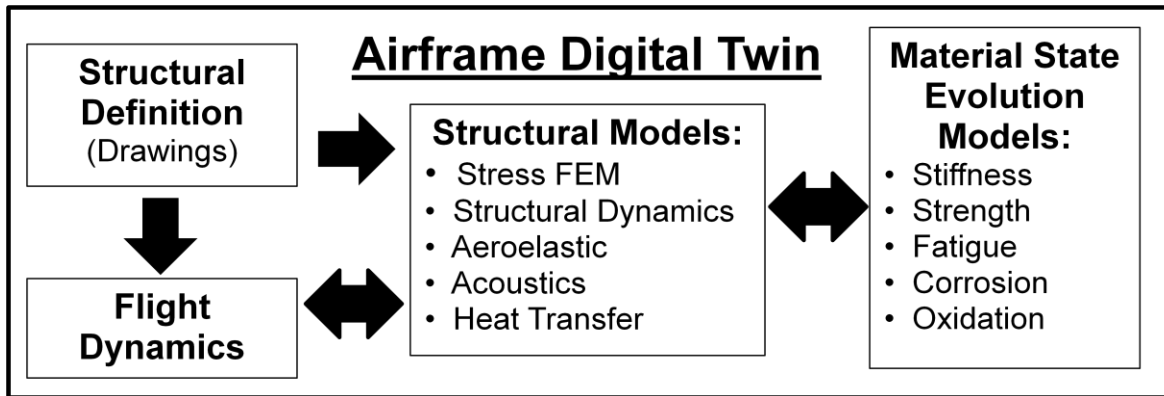 Airframe Digital Twin
Structural
Definition
(Drawings)
Flight
Dynamics
Structural Models:
• Stress FEM
• Structural Dynamics
• Aeroelastic
• Acoustics
• Heat Transfer
Material State
Evolution
Models:
• Stiffness
• Strength
• Fatigue
• Corrosion
• Oxidation